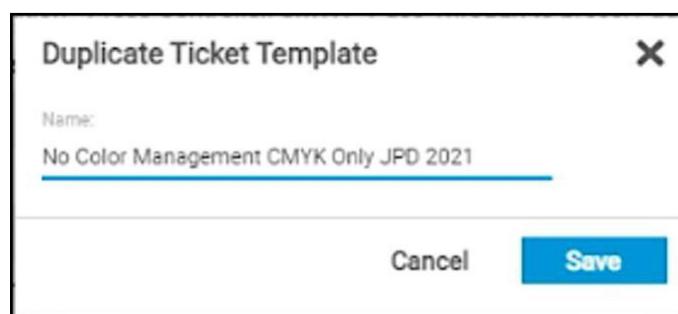 Duplicate Ticket Template
Name:
No Color Management CMYK Only JPD 2021
Cancel
Save